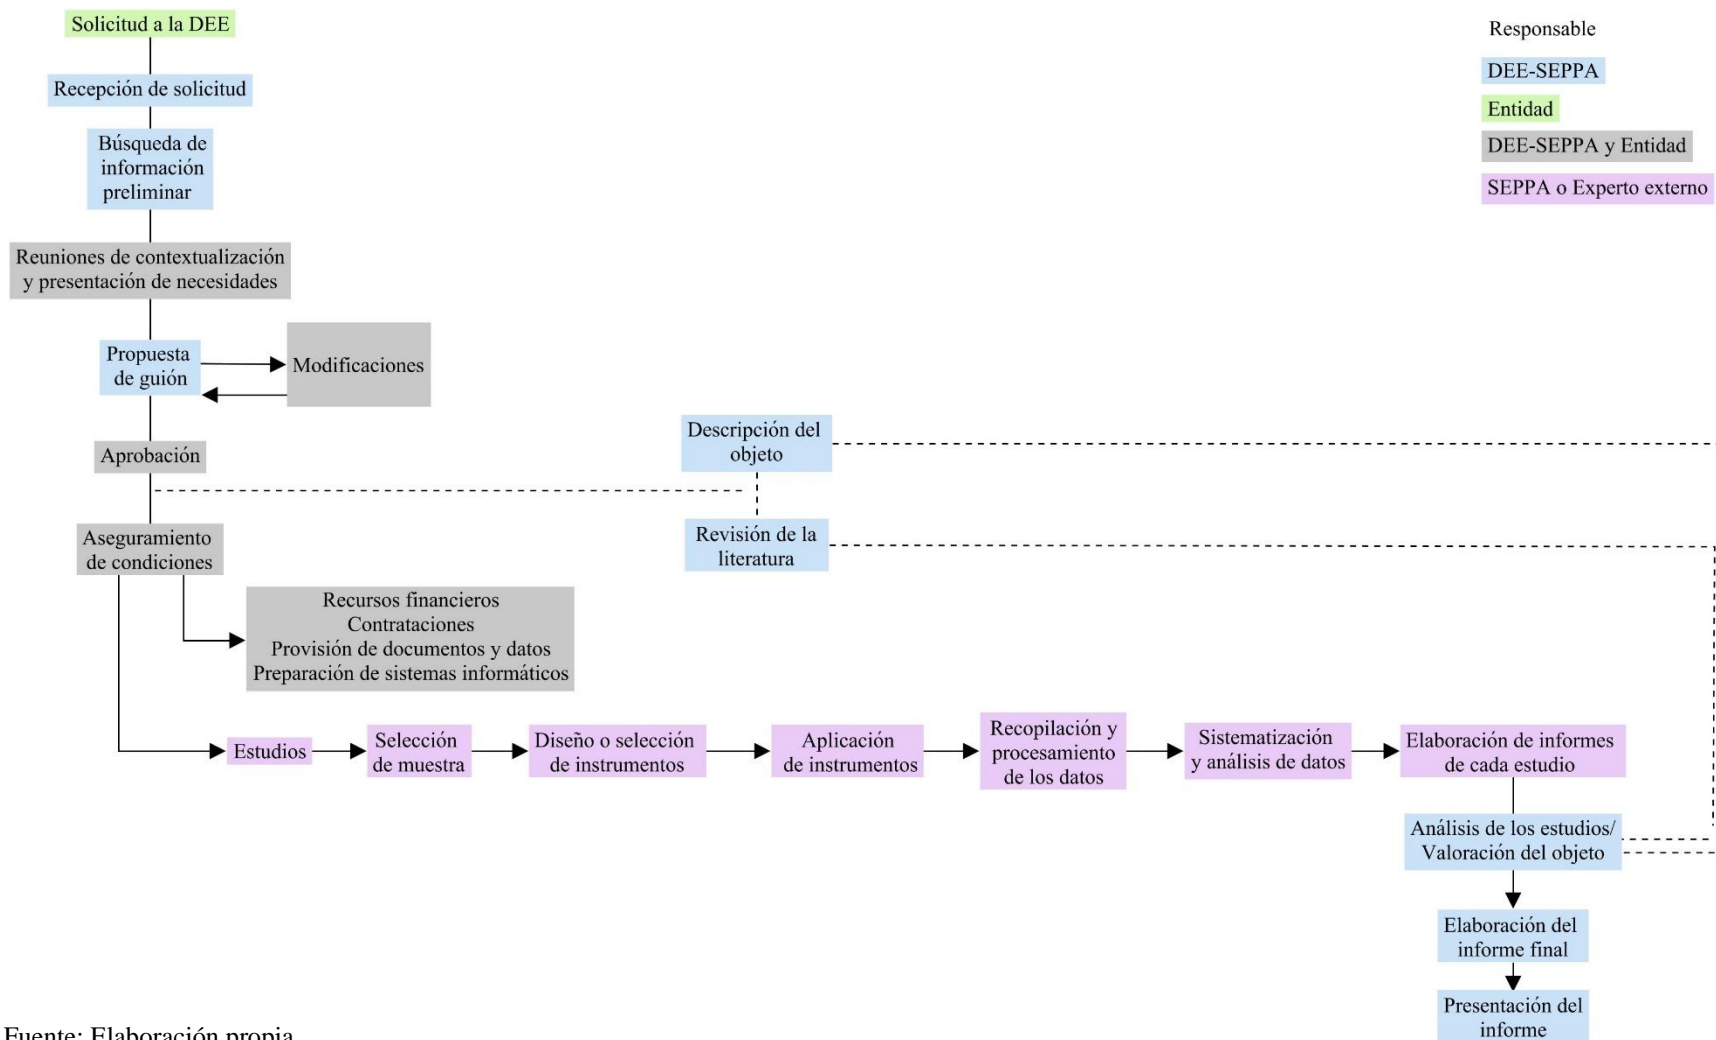 Solicitud a la DEE
Recepción de solicitud
Búsqueda de
información
preliminar
Reuniones de contextualización
y presentación de necesidades
Propuesta
de guión
Modificaciones
Aprobación
Aseguramiento
de condiciones
Recursos financieros
Contrataciones
Provisión de documentos y datos
Preparación de sistemas informáticos
Descripción del
objeto
Revisión de la
literatura
Estudios
Selección
de muestra
Diseño o selección
de instrumentos
Aplicación
de instrumentos
Recopilación y
procesamiento
de los datos
Sistematización
y análisis de datos
Elaboración de informes
de cada estudio
Análisis de los estudios/
Valoración del objeto
Elaboración del
informe final
Presentación del
informe
Responsable
DEE-SEPPA
Entidad
DEE-SEPPA y Entidad
SEPPA o Experto externo
Fuente: Elaboración propia